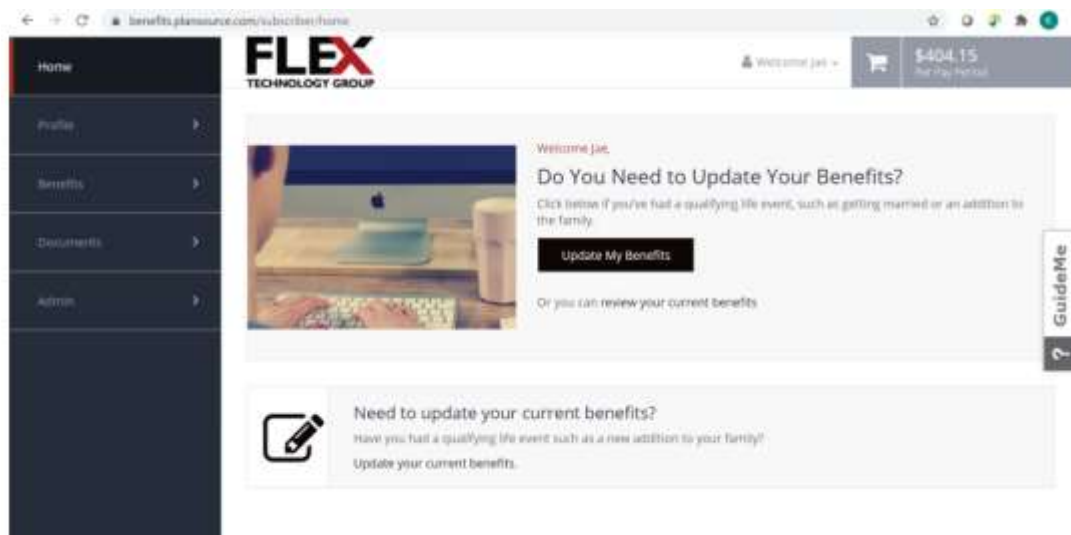 benefits.plansource.com/subscriber/home
Home
FLEX
TECHNOLOGY GROUP
Welcome Jae
$404.15
Per Pay Period
Profile
Benefits
Documents
Admin
Welcome Jae,
Do You Need to Update Your Benefits?
Click below if you've had a qualifying life event, such as getting married or an addition to
the family.
Update My Benefits
Or you can review your current benefits
GuideMe
?
Need to update your current benefits?
Have you had a qualifying life event such as a new addition to your family?
Update your current benefits.